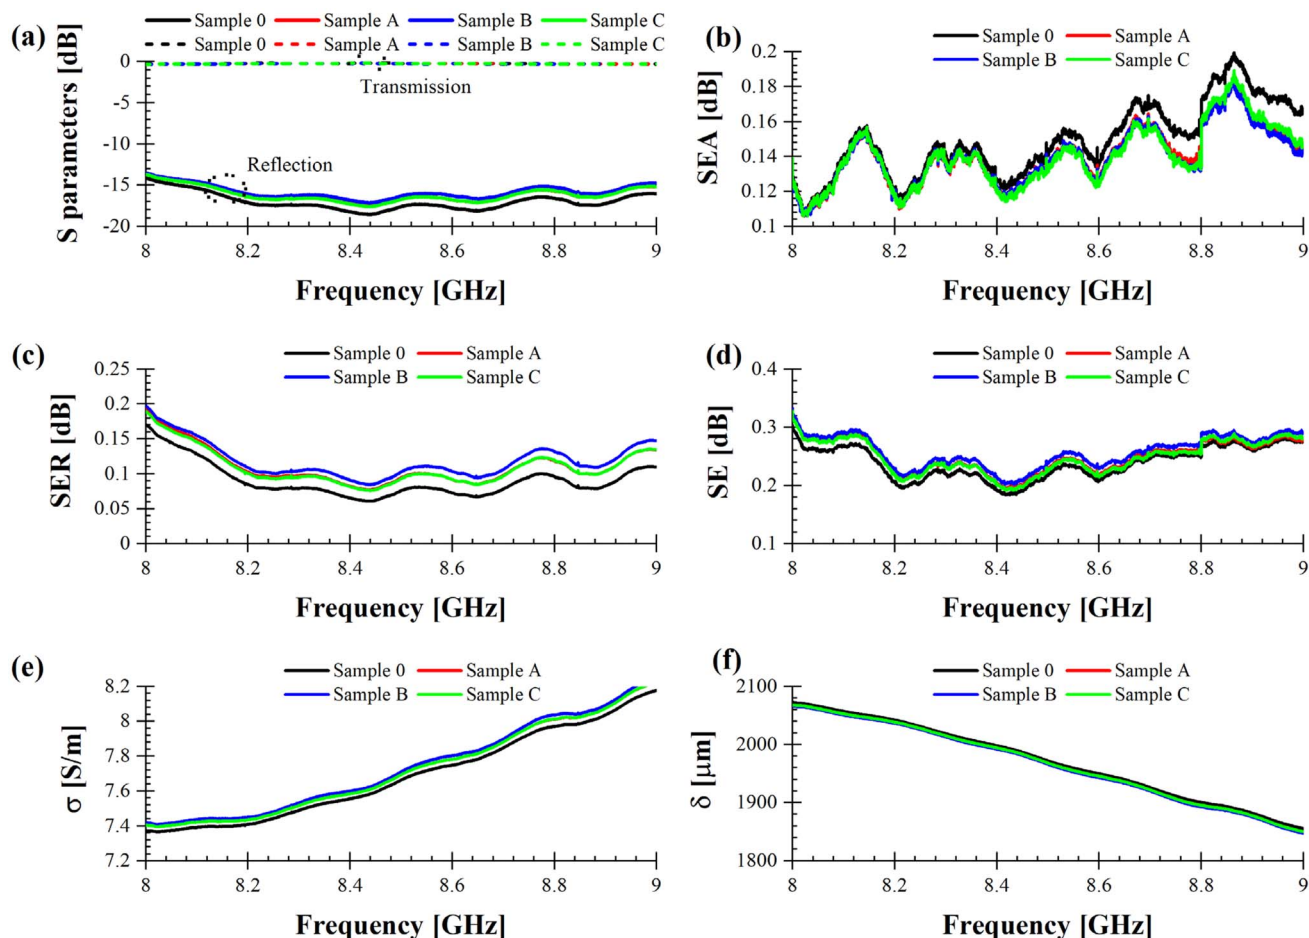 (a)
Sample 0 Sample A Sample B Sample C
Sample 0 Sample A Sample B Sample C
S parameters [dB]
0
-5
-10
-15
-20
Transmission
Reflection
8 8.2 8.4 8.6 8.8 9
Frequency [GHz]
(b)
Sample 0 Sample A
Sample B Sample C
SEA [dB]
0.2
0.18
0.16
0.14
0.12
0.1
8 8.2 8.4 8.6 8.8 9
Frequency [GHz]
(c)
Sample 0 Sample A
Sample B Sample C
SER [dB]
0.25
0.2
0.15
0.1
0.05
0
8 8.2 8.4 8.6 8.8 9
Frequency [GHz]
(d)
Sample 0 Sample A
Sample B Sample C
SE [dB]
0.4
0.3
0.2
0.1
8 8.2 8.4 8.6 8.8 9
Frequency [GHz]
(e)
Sample 0 Sample A
Sample B Sample C
σ [S/m]
8.2
8
7.8
7.6
7.4
7.2
8 8.2 8.4 8.6 8.8 9
Frequency [GHz]
(f)
Sample 0 Sample A
Sample B Sample C
δ [μm]
2100
2000
1900
1800
8 8.2 8.4 8.6 8.8 9
Frequency [GHz]